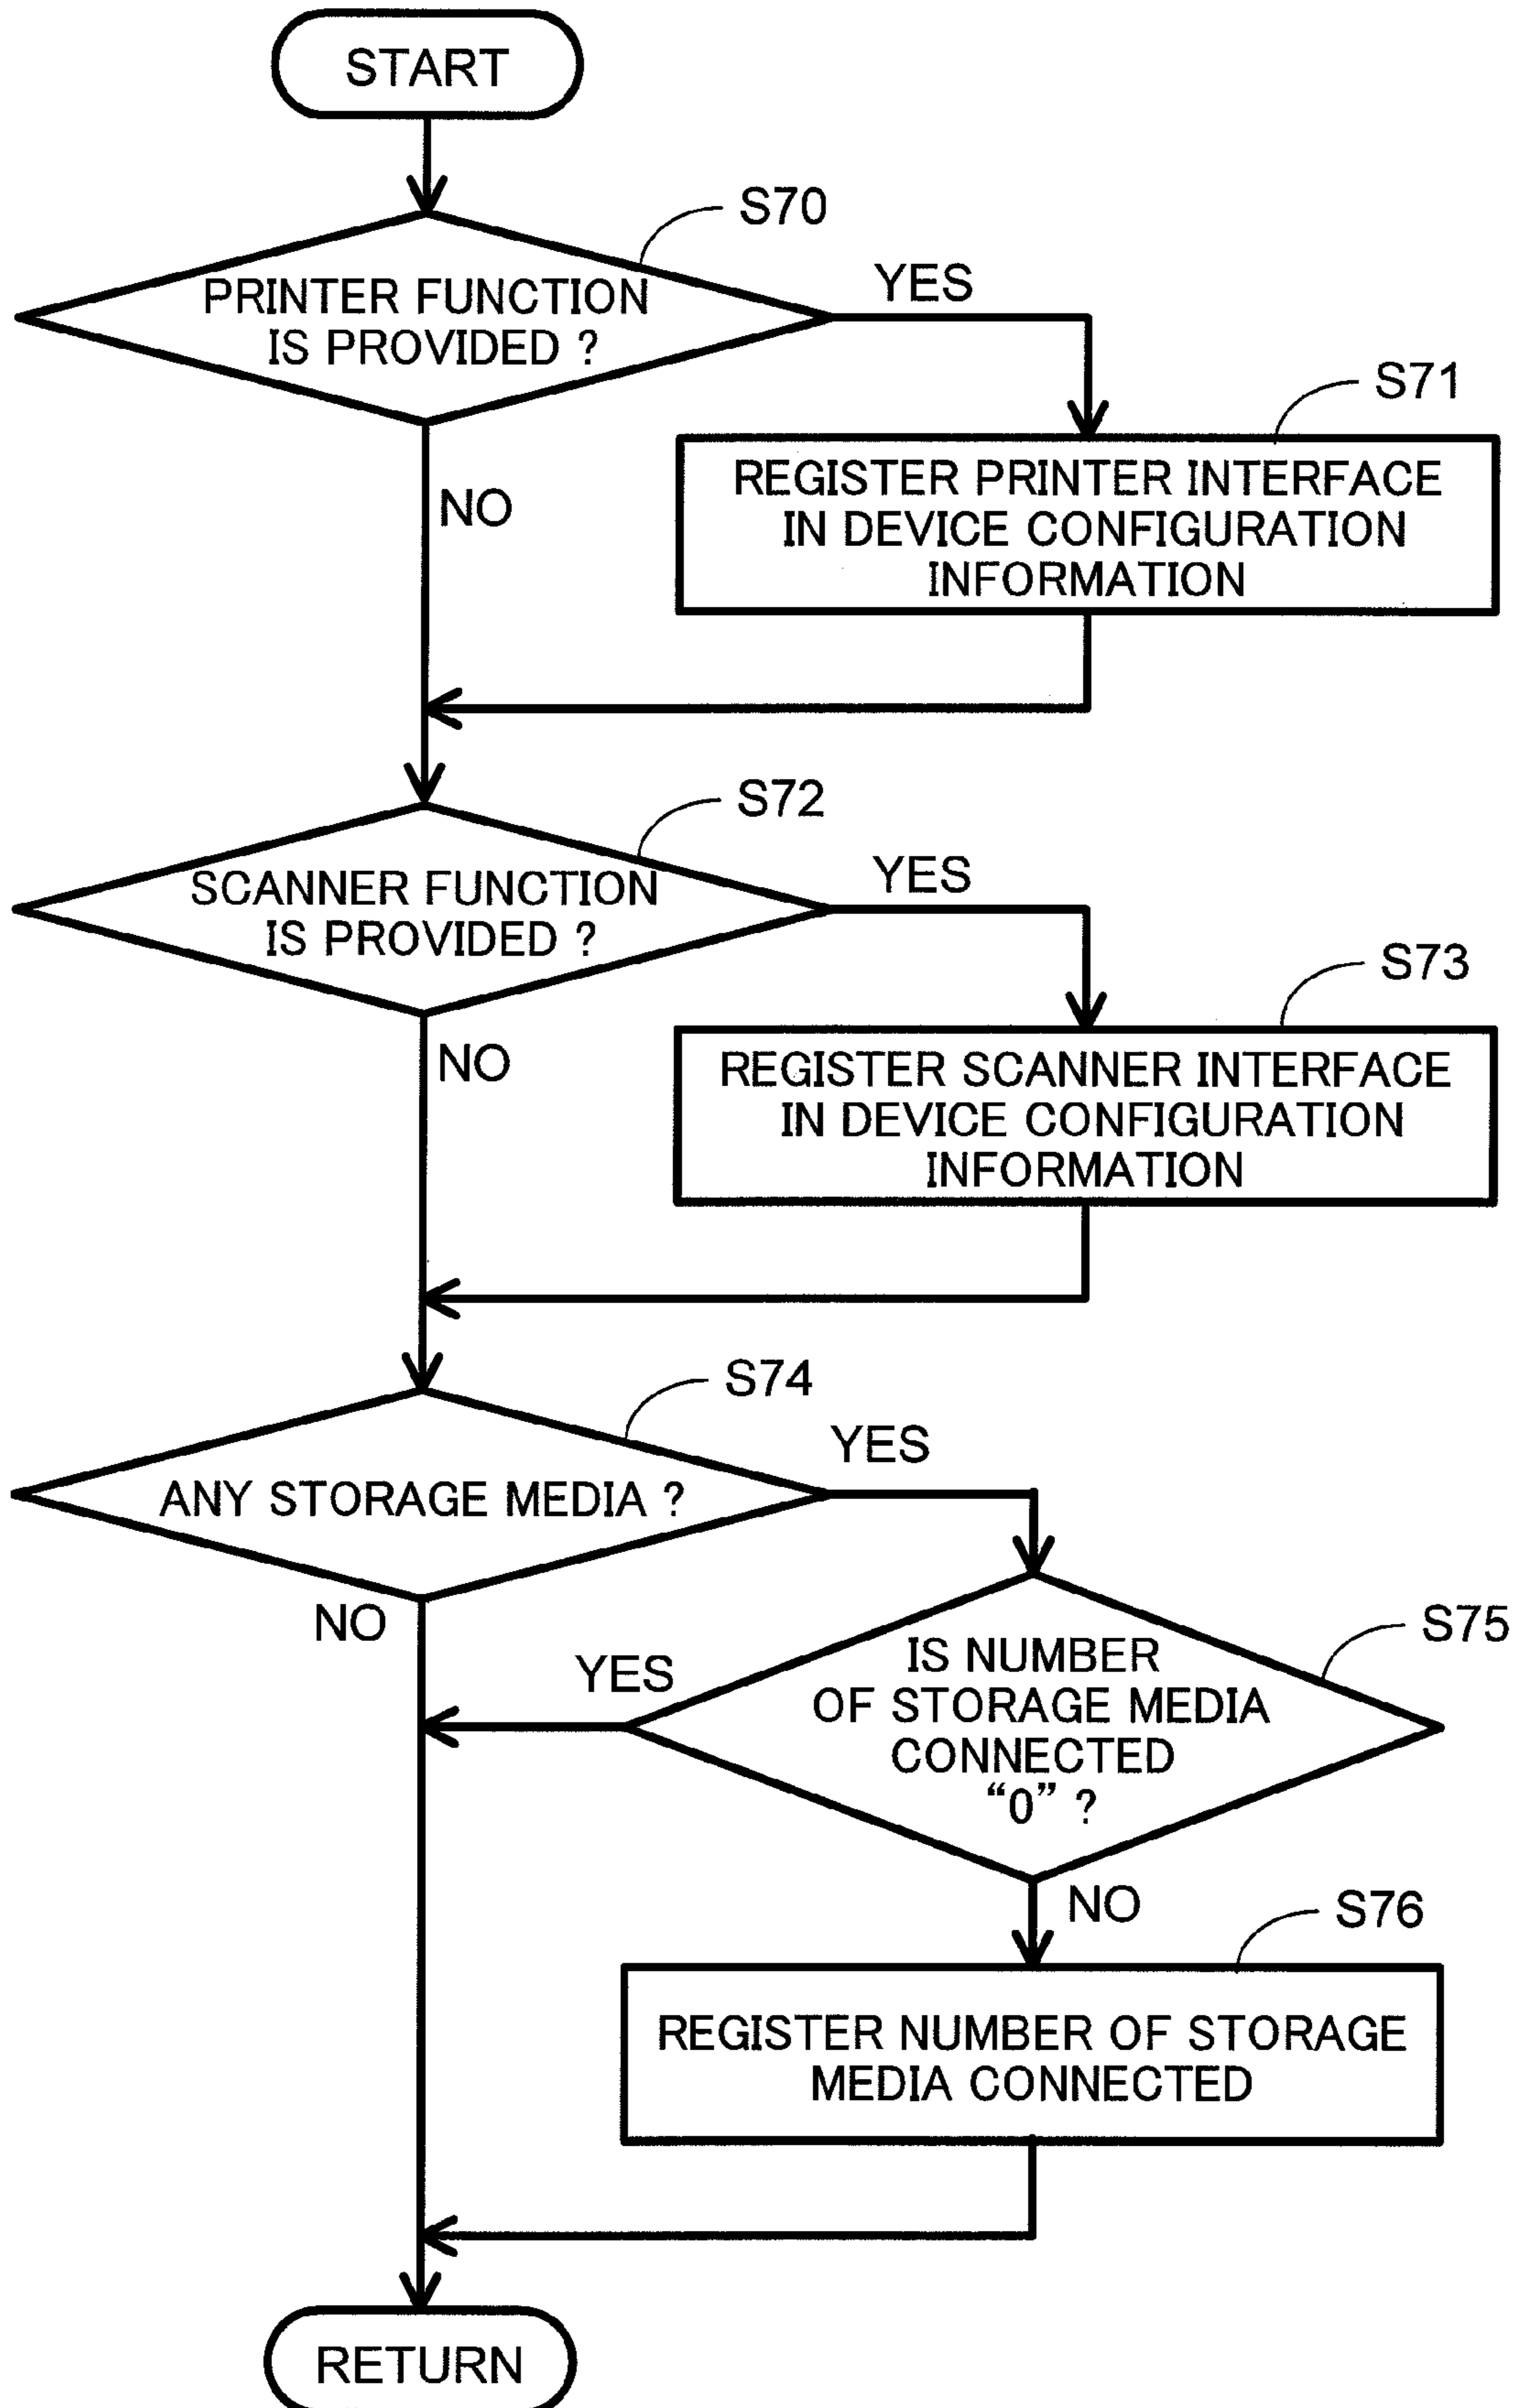 START
S70
PRINTER FUNCTION
IS PROVIDED ?
YES
S71
REGISTER PRINTER INTERFACE
IN DEVICE CONFIGURATION
INFORMATION
NO
S72
SCANNER FUNCTION
IS PROVIDED ?
YES
S73
REGISTER SCANNER INTERFACE
IN DEVICE CONFIGURATION
INFORMATION
NO
S74
ANY STORAGE MEDIA ?
YES
NO
S75
IS NUMBER
OF STORAGE MEDIA
CONNECTED
“0” ?
YES
NO
S76
REGISTER NUMBER OF STORAGE
MEDIA CONNECTED
RETURN